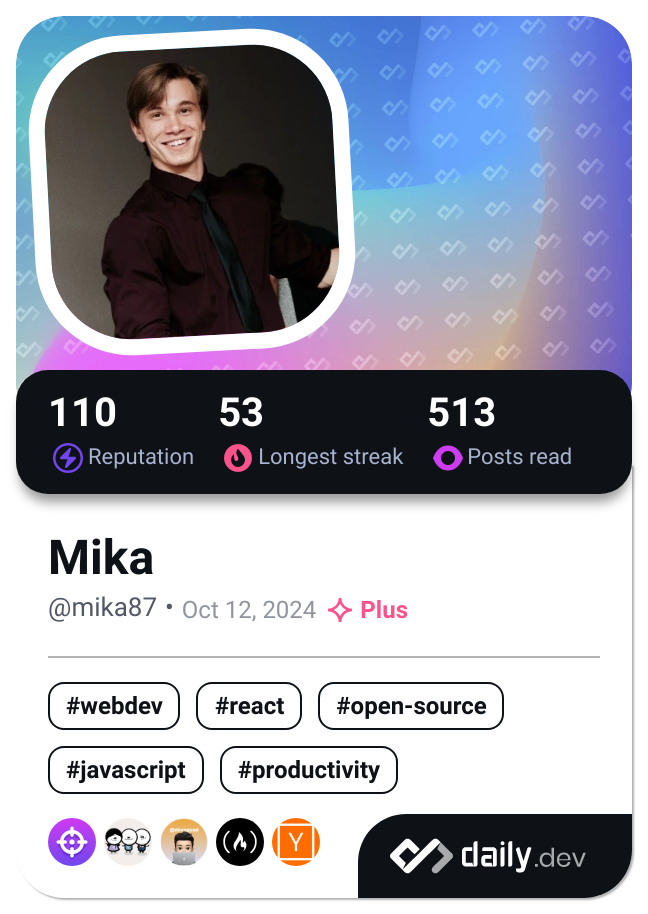 110 53 513
Reputation Longest streak Posts read
Mika
@mika87 • Oct 12, 2024 Plus
#webdev #react #open-source
#javascript #productivity
Y
daily.dev